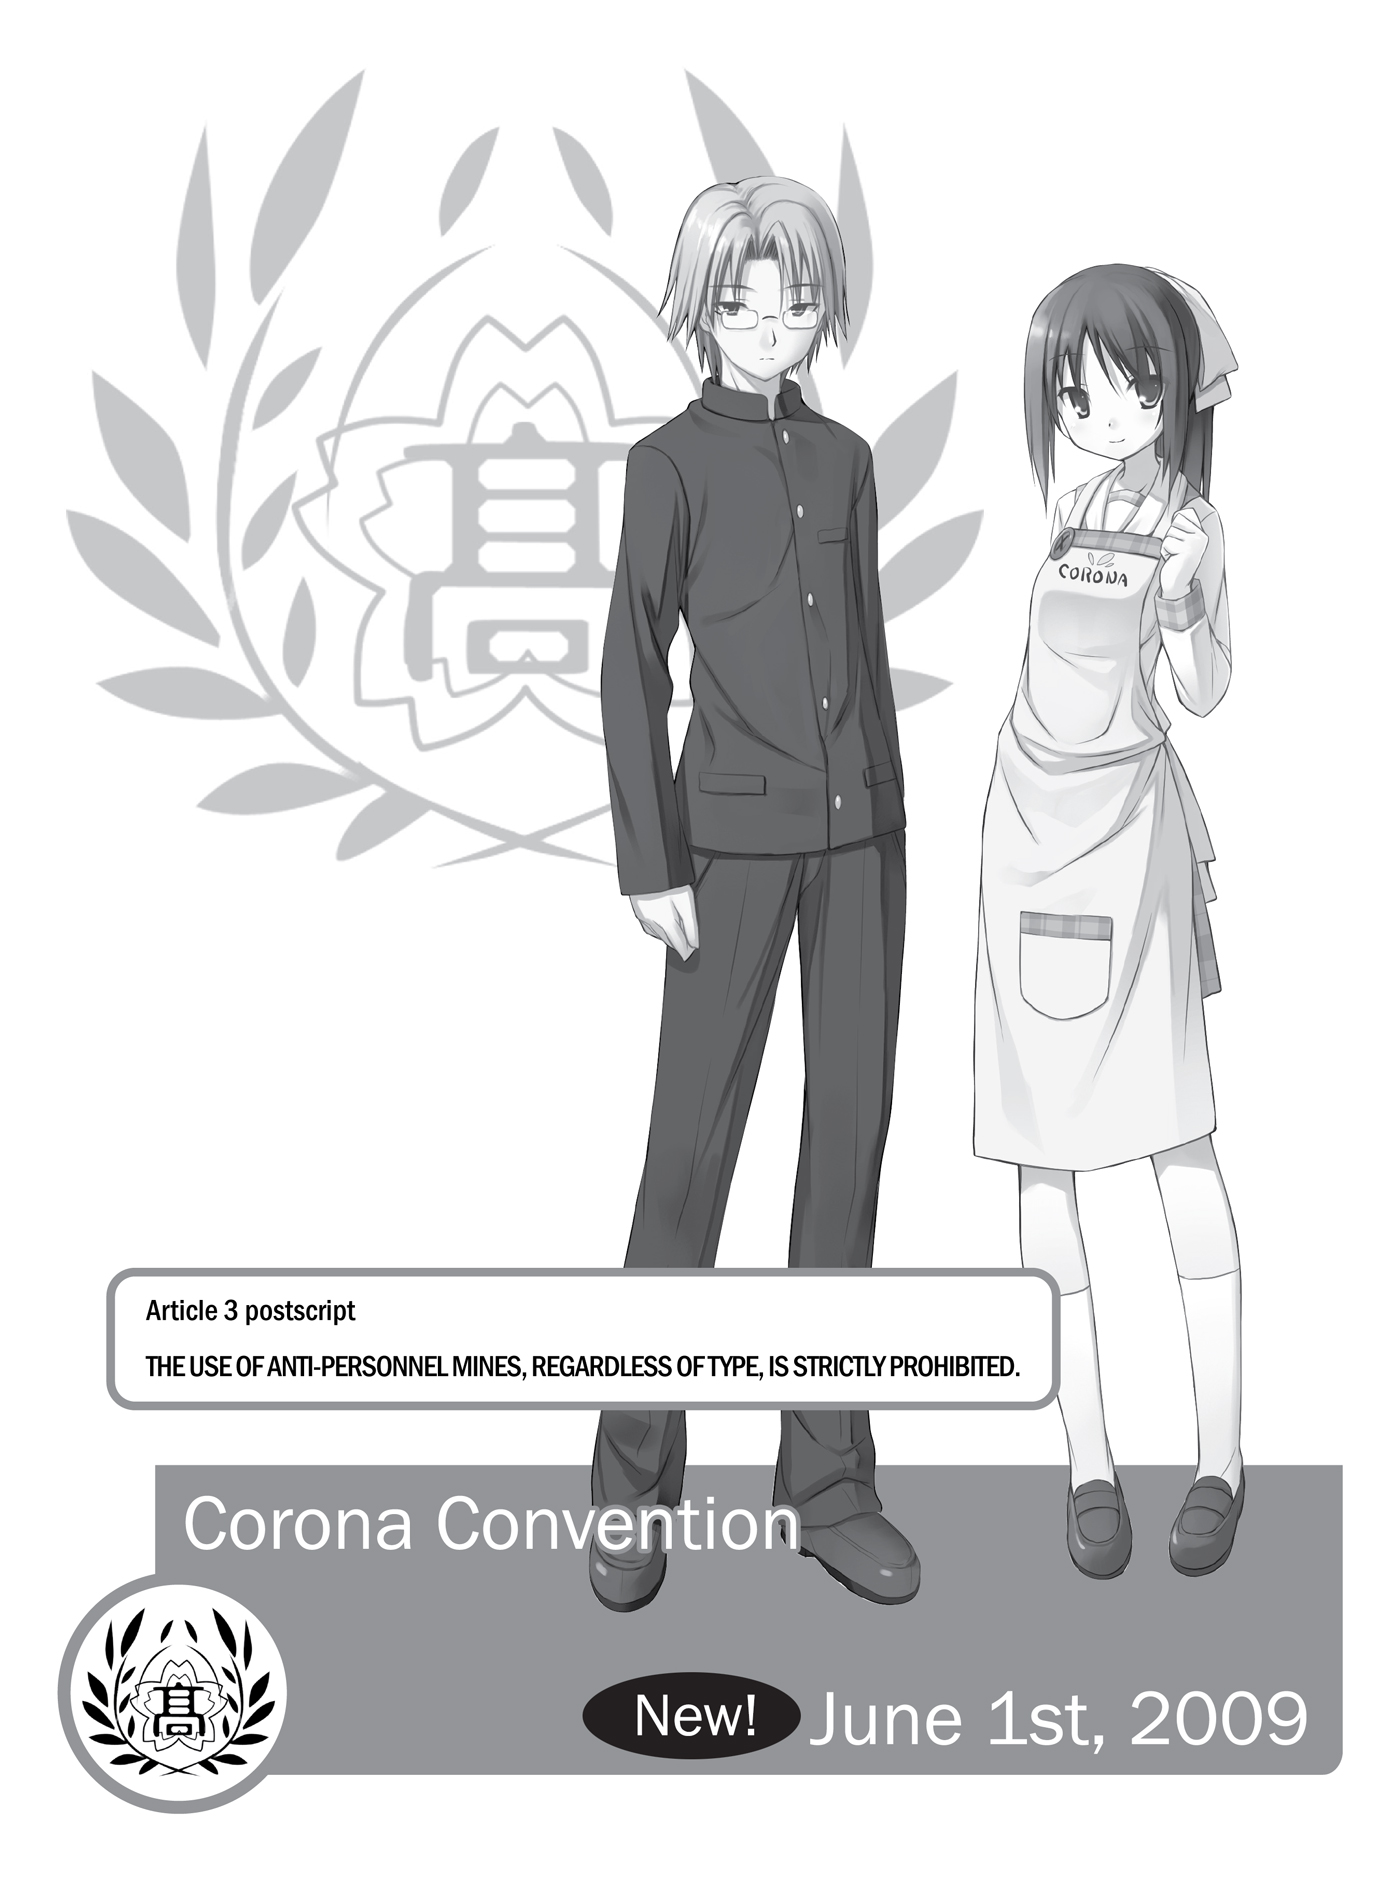 髙
CORONA
Article 3 postscript
THE USE OF ANTI-PERSONNEL MINES, REGARDLESS OF TYPE, IS STRICTLY PROHIBITED.
Corona Convention
髙
New! June 1st, 2009